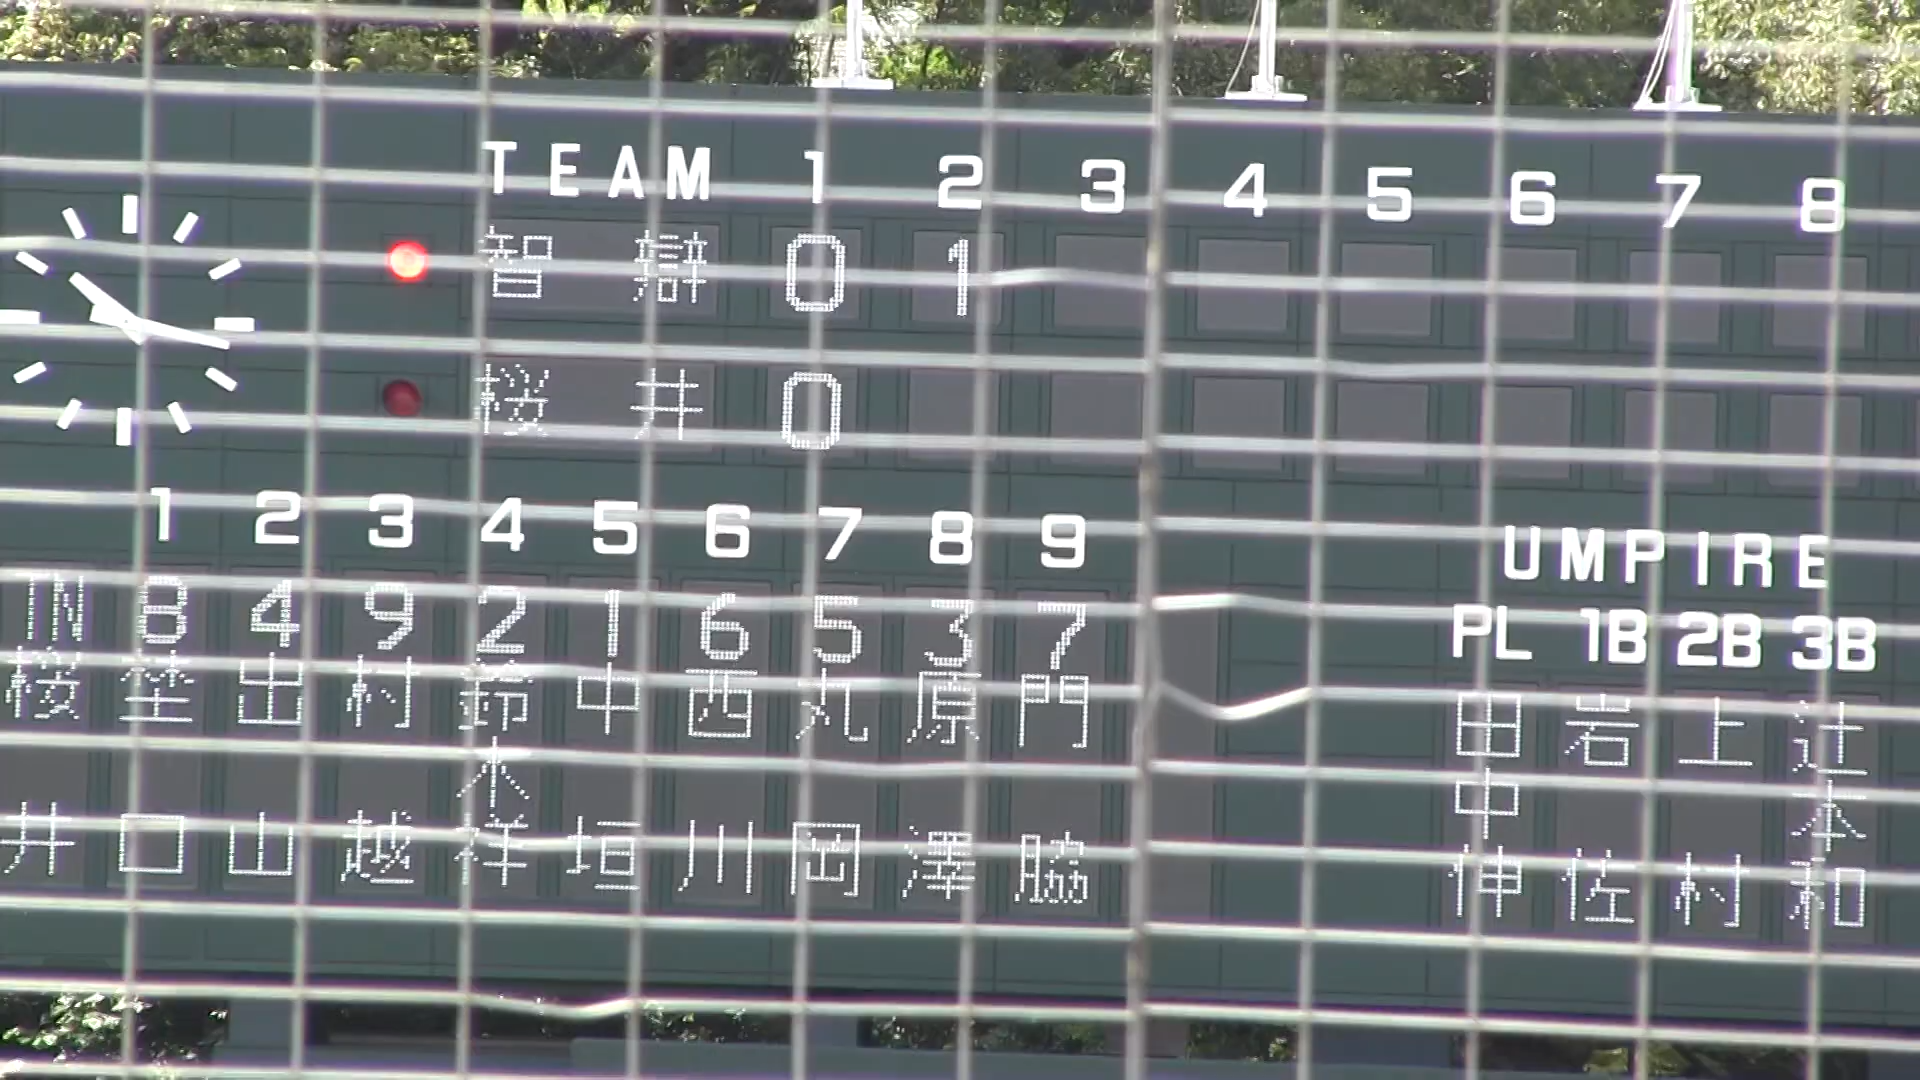 TEAM 1 2 3 4 5 6 7 8
智辯 0 1
桜井 0
1 2 3 4 5 6 7 8 9
IN 8 4 9 2 1 6 5 3 7
桜井
埜口
出山
村越
鈴木祥
中垣
西川
丸岡
原澤
門脇
UMPIRE
PL 1B 2B 3B
田中伸
岩佐
上村
辻本和